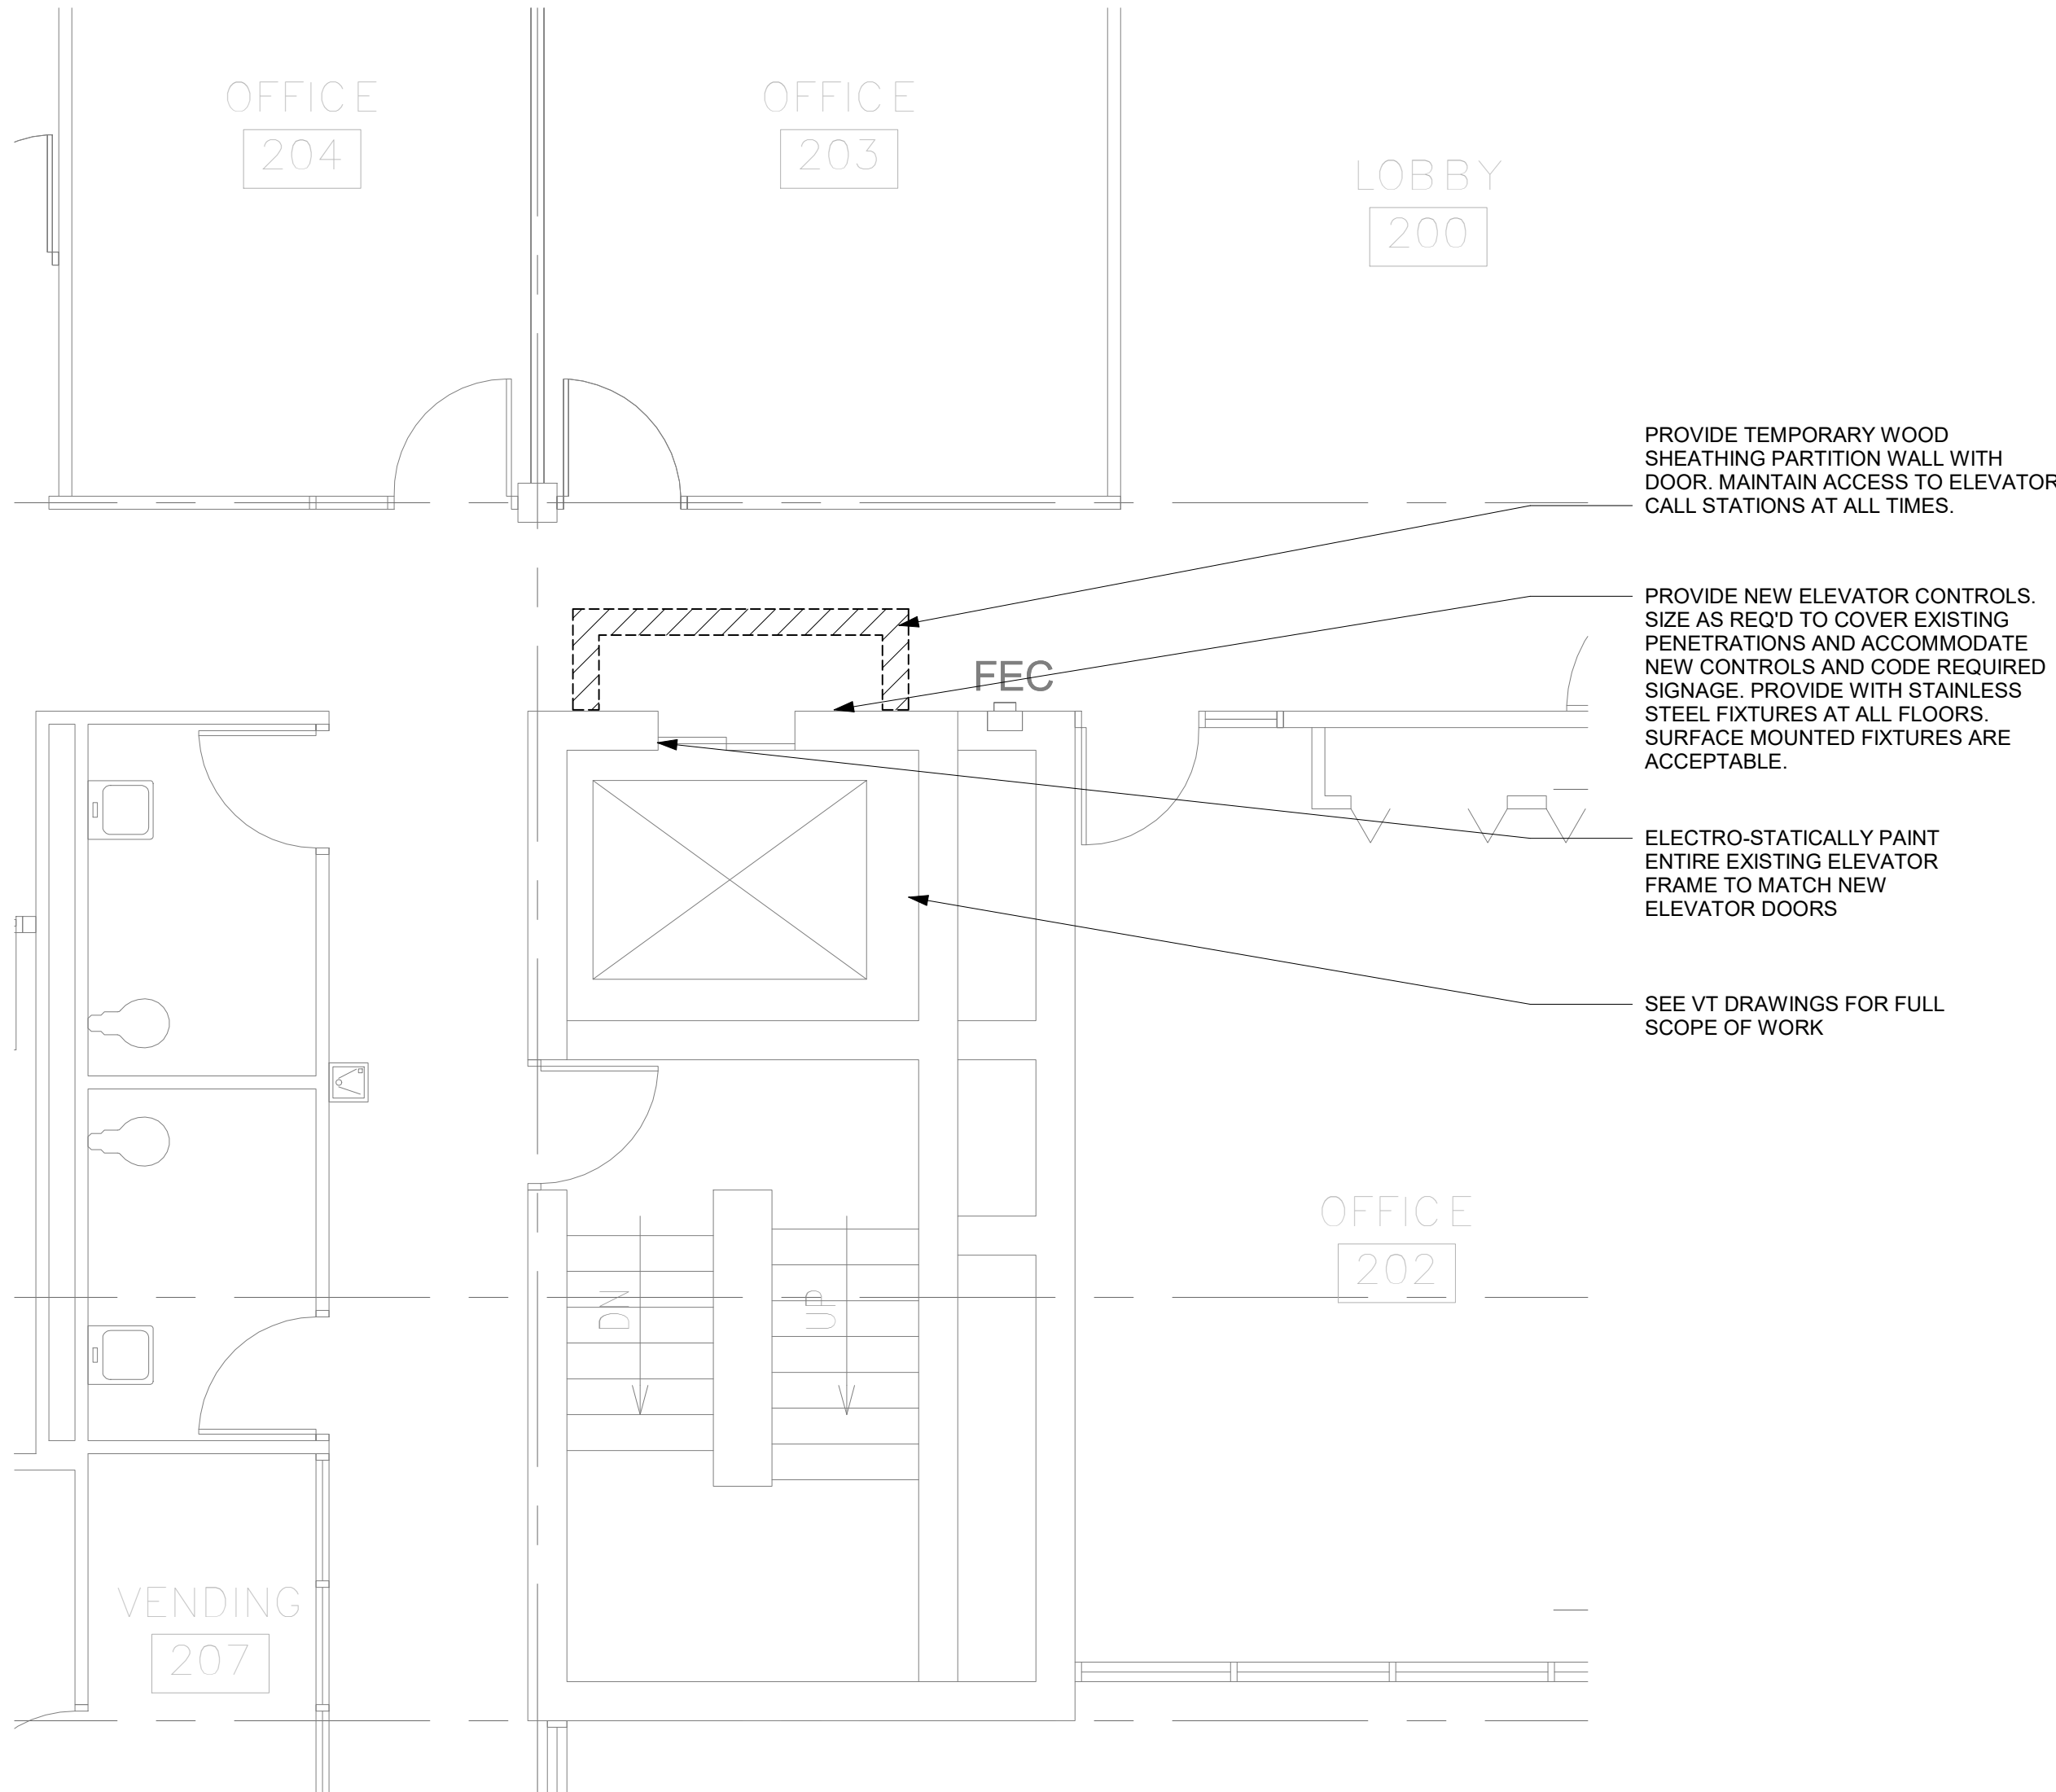 OFFICE
204
OFFICE
203
LOBBY
200
PROVIDE TEMPORARY WOOD
SHEATHING PARTITION WALL WITH
DOOR. MAINTAIN ACCESS TO ELEVATOR
CALL STATIONS AT ALL TIMES.
PROVIDE NEW ELEVATOR CONTROLS.
SIZE AS REQ'D TO COVER EXISTING
PENETRATIONS AND ACCOMMODATE
NEW CONTROLS AND CODE REQUIRED
SIGNAGE. PROVIDE WITH STAINLESS
STEEL FIXTURES AT ALL FLOORS.
SURFACE MOUNTED FIXTURES ARE
ACCEPTABLE.
FEC
ELECTRO-STATICALLY PAINT
ENTIRE EXISTING ELEVATOR
FRAME TO MATCH NEW
ELEVATOR DOORS
SEE VT DRAWINGS FOR FULL
SCOPE OF WORK
OFFICE
202
DN
UP
VENDING
207